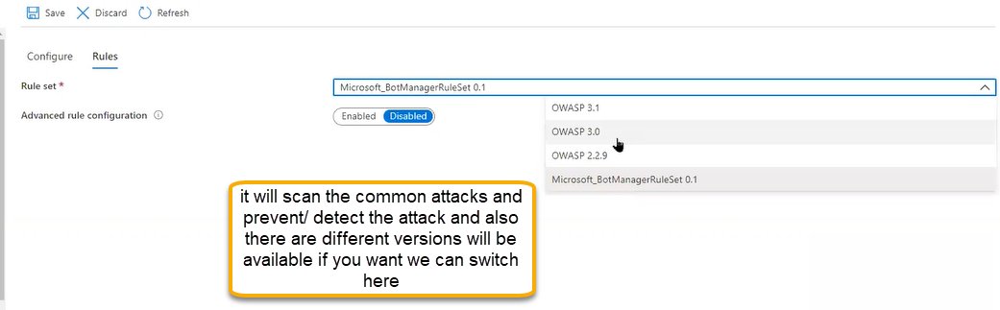 Save Discard Refresh
Configure Rules
Rule set *
Microsoft_BotManagerRuleSet 0.1
OWASP 3.1
Advanced rule configuration
Enabled Disabled
OWASP 3.0
OWASP 2.2.9
Microsoft_BotManagerRuleSet 0.1
it will scan the common attacks and
prevent/ detect the attack and also
there are different versions will be
available if you want we can switch
here